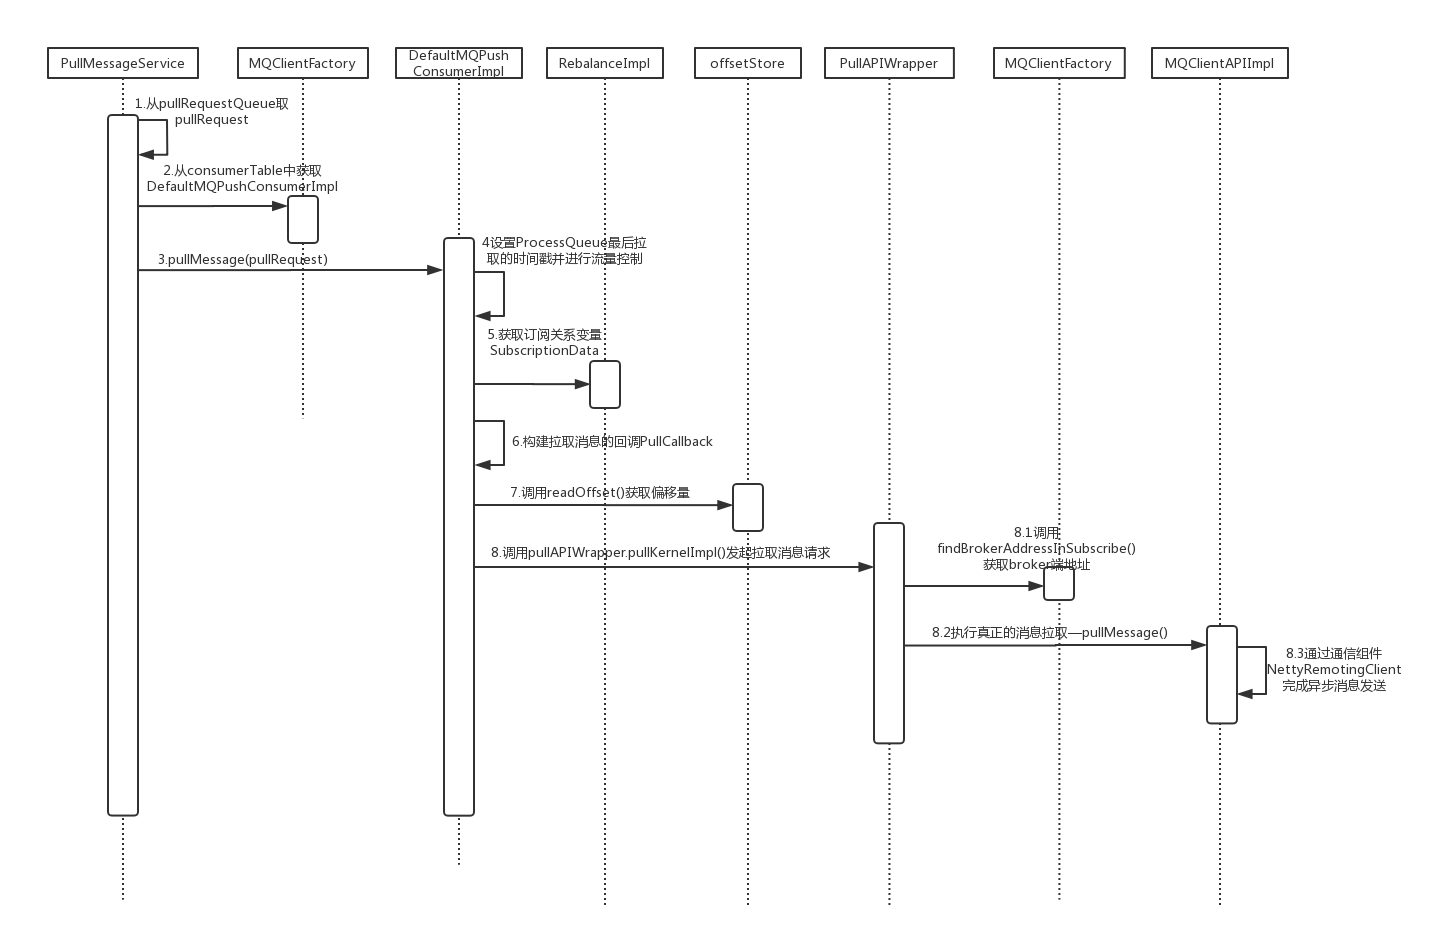 PullMessageService
MQClientFactory
DefaultMQPush
ConsumerImpl
RebalanceImpl
offsetStore
PullAPIWrapper
MQClientFactory
MQClientAPIImpl
1.从pullRequestQueue取
pullRequest
2.从consumerTable中获取
DefaultMQPushConsumerImpl
3.pullMessage(pullRequest)
4设置ProcessQueue最后拉
取的时间戳并进行流量控制
5.获取订阅关系变量
SubscriptionData
6.构建拉取消息的回调PullCallback
7.调用readOffset()获取偏移量
8.调用pullAPIWrapper.pullKernelImpl()发起拉取消息请求
8.1调用
findBrokerAddressInSubscribe()
获取broker端地址
8.2执行真正的消息拉取—pullMessage()
8.3通过通信组件
NettyRemotingClient
完成异步消息发送